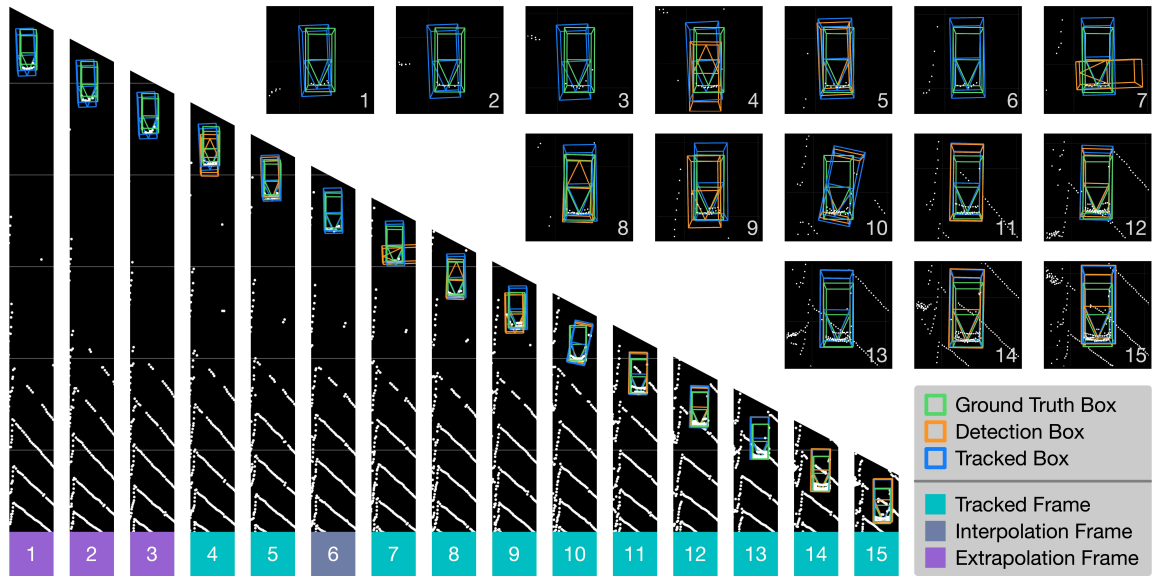 1 2 3 4 5 6 7
8 9 10 11 12
13 14 15
Ground Truth Box
Detection Box
Tracked Box
Tracked Frame
Interpolation Frame
Extrapolation Frame
1 2 3 4 5 6 7 8 9 10 11 12 13 14 15